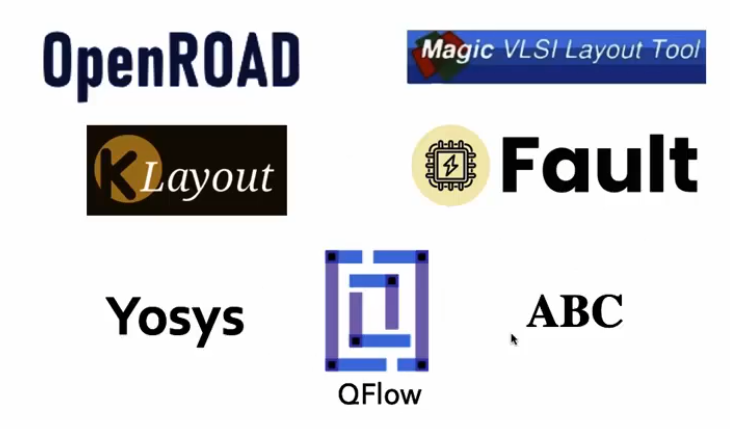 OpenROAD
Magic VLSI Layout Tool
KLayout
Fault
Yosys
QFlow
ABC